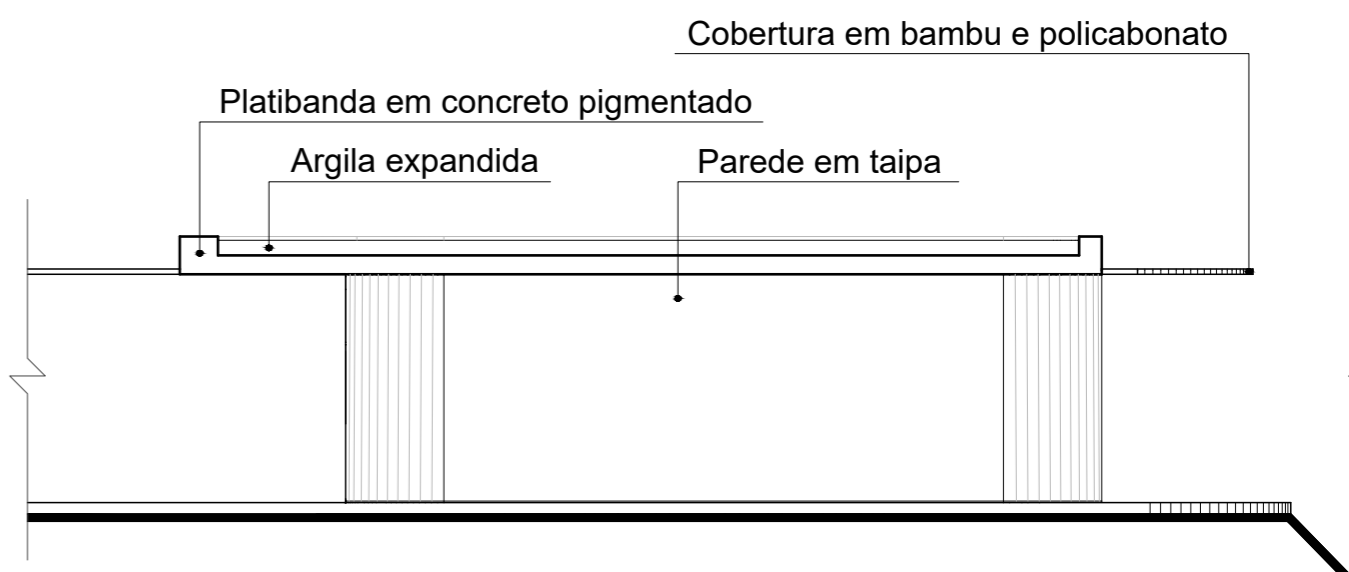 Cobertura em bambu e policabonato
Platibanda em concreto pigmentado
Argila expandida
Parede em taipa